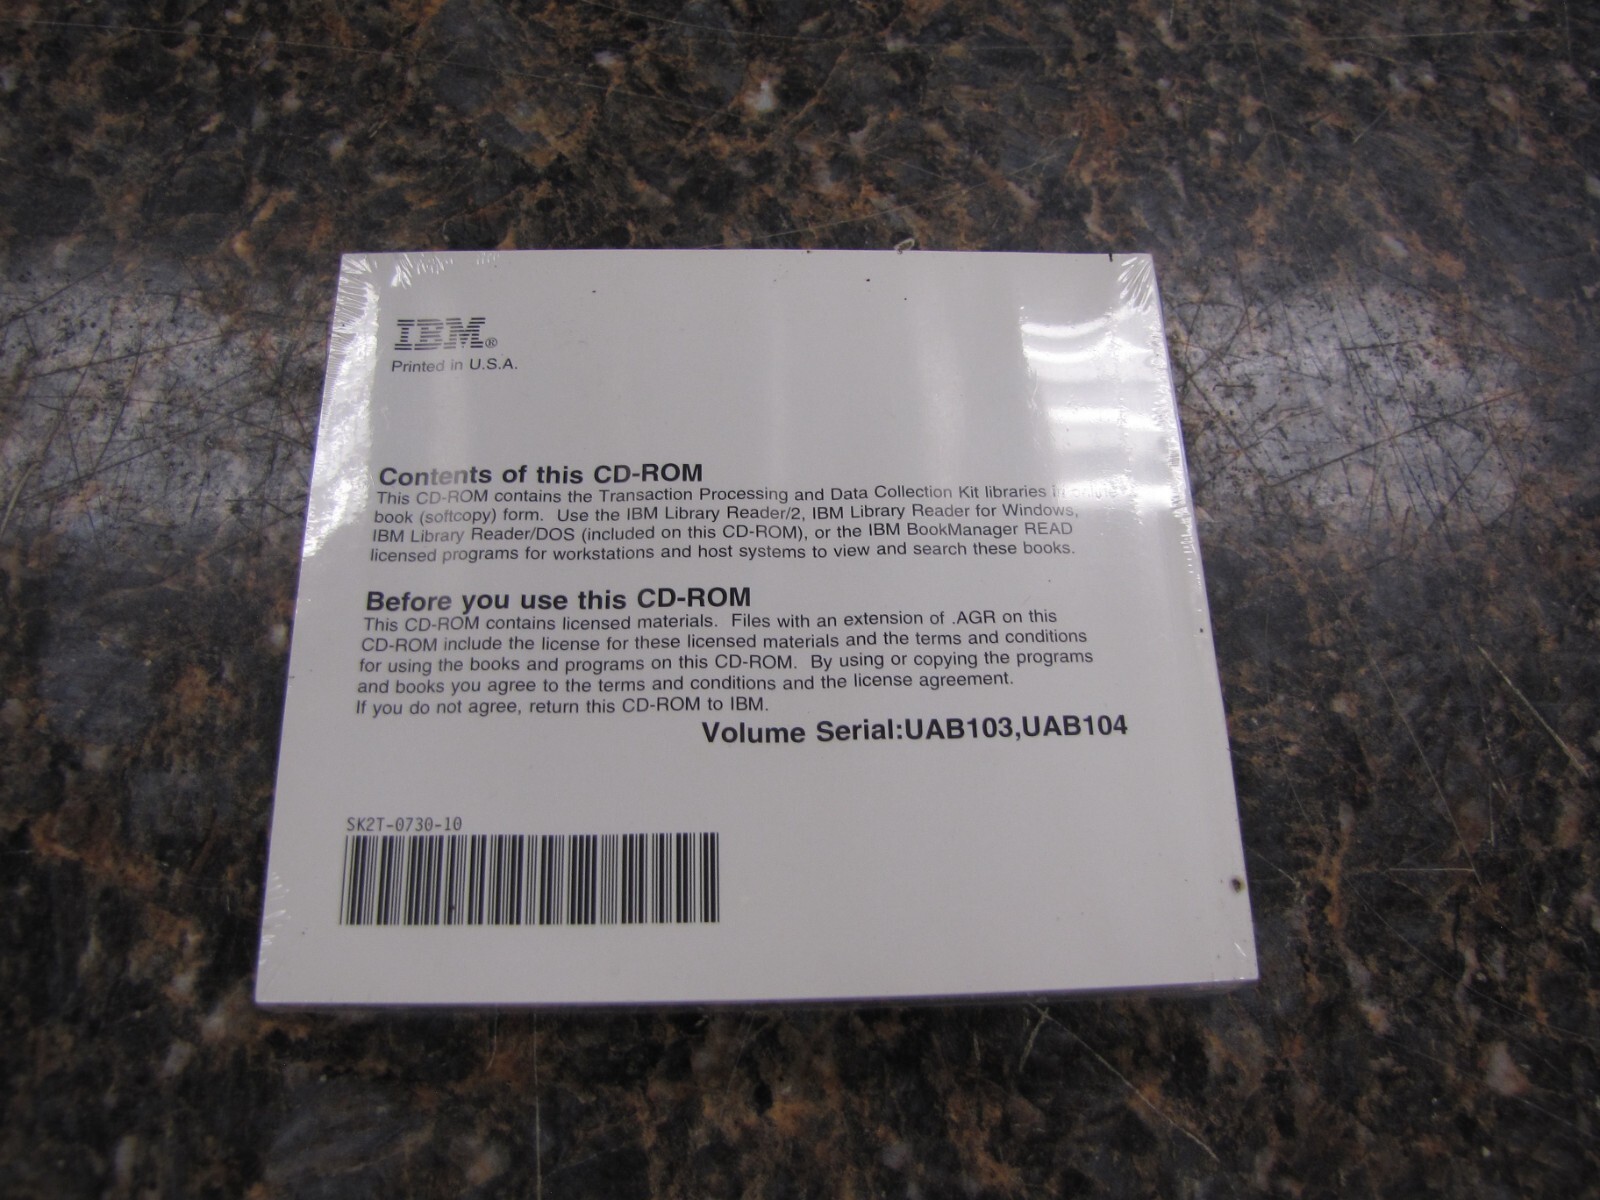 IBM®
Printed in U.S.A.
Contents of this CD-ROM
This CD-ROM contains the Transaction Processing and Data Collection Kit libraries in online
book (softcopy) form. Use the IBM Library Reader/2, IBM Library Reader for Windows,
IBM Library Reader/DOS (included on this CD-ROM), or the IBM BookManager READ
licensed programs for workstations and host systems to view and search these books.
Before you use this CD-ROM
This CD-ROM contains licensed materials. Files with an extension of .AGR on this
CD-ROM include the license for these licensed materials and the terms and conditions
for using the books and programs on this CD-ROM. By using or copying the programs
and books you agree to the terms and conditions and the license agreement.
If you do not agree, return this CD-ROM to IBM.
Volume Serial:UAB103,UAB104
SK2T-0730-10